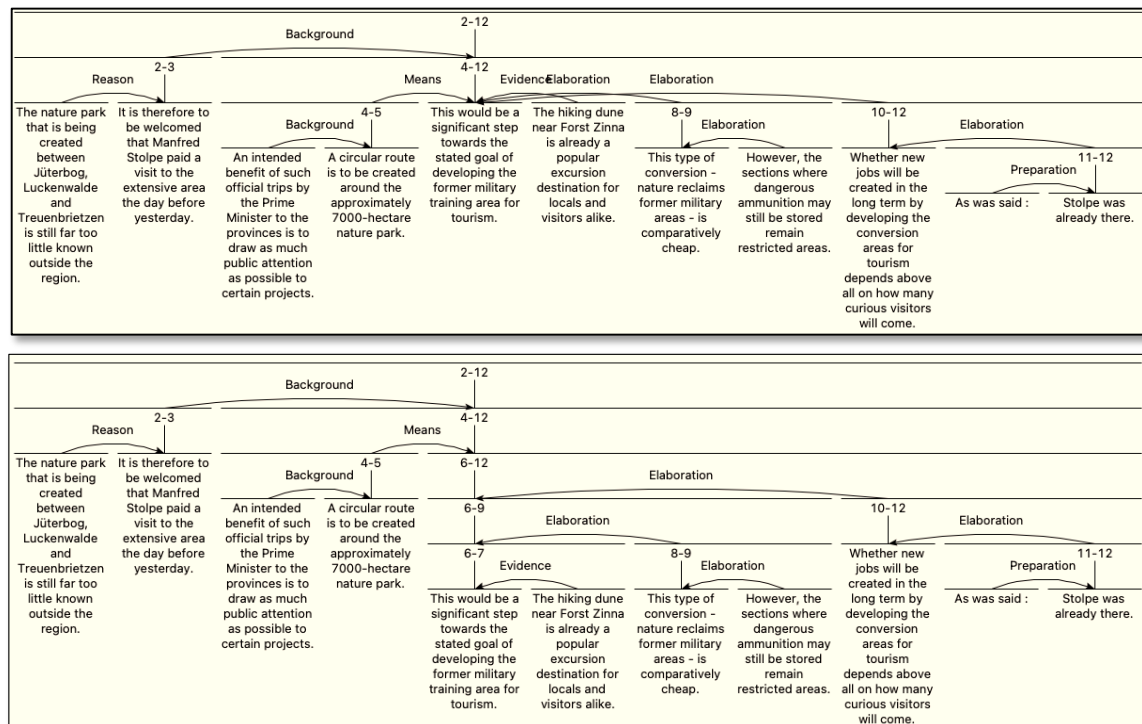 2-12
Background
2-3
4-12
Reason
Means
Evidence
Elaboration
Elaboration
The nature park
that is being
created
between
Jüterbog,
Luckenwalde
and
Treuenbrietzen
is still far too
little known
outside the
region.
It is therefore to
be welcomed
that Manfred
Stolpe paid a
visit to the
extensive area
the day before
yesterday.
4-5
Background
An intended
benefit of such
official trips by
the Prime
Minister to the
provinces is to
draw as much
public attention
as possible to
certain projects.
A circular route
is to be created
around the
approximately
7000-hectare
nature park.
This would be a
significant step
towards the
stated goal of
developing the
former military
training area for
tourism.
The hiking dune
near Forst Zinna
is already a
popular
excursion
destination for
locals and
visitors alike.
8-9
Elaboration
This type of
conversion -
nature reclaims
former military
areas - is
comparatively
cheap.
However, the
sections where
dangerous
ammunition may
still be stored
remain
restricted areas.
10-12
Elaboration
Whether new
jobs will be
created in the
long term by
developing the
conversion
areas for
tourism
depends above
all on how many
curious visitors
will come.
11-12
Preparation
As was said :
Stolpe was
already there.
2-12
Background
2-3
4-12
Reason
Means
The nature park
that is being
created
between
Jüterbog,
Luckenwalde
and
Treuenbrietzen
is still far too
little known
outside the
region.
It is therefore to
be welcomed
that Manfred
Stolpe paid a
visit to the
extensive area
the day before
yesterday.
4-5
6-12
Background
Elaboration
An intended
benefit of such
official trips by
the Prime
Minister to the
provinces is to
draw as much
public attention
as possible to
certain projects.
A circular route
is to be created
around the
approximately
7000-hectare
nature park.
6-9
10-12
Elaboration
Elaboration
6-7
8-9
11-12
Evidence
Elaboration
Preparation
This would be a
significant step
towards the
stated goal of
developing the
former military
training area for
tourism.
The hiking dune
near Forst Zinna
is already a
popular
excursion
destination for
locals and
visitors alike.
This type of
conversion -
nature reclaims
former military
areas - is
comparatively
cheap.
However, the
sections where
dangerous
ammunition may
still be stored
remain
restricted areas.
Whether new
jobs will be
created in the
long term by
developing the
conversion
areas for
tourism
depends above
all on how many
curious visitors
will come.
As was said :
Stolpe was
already there.